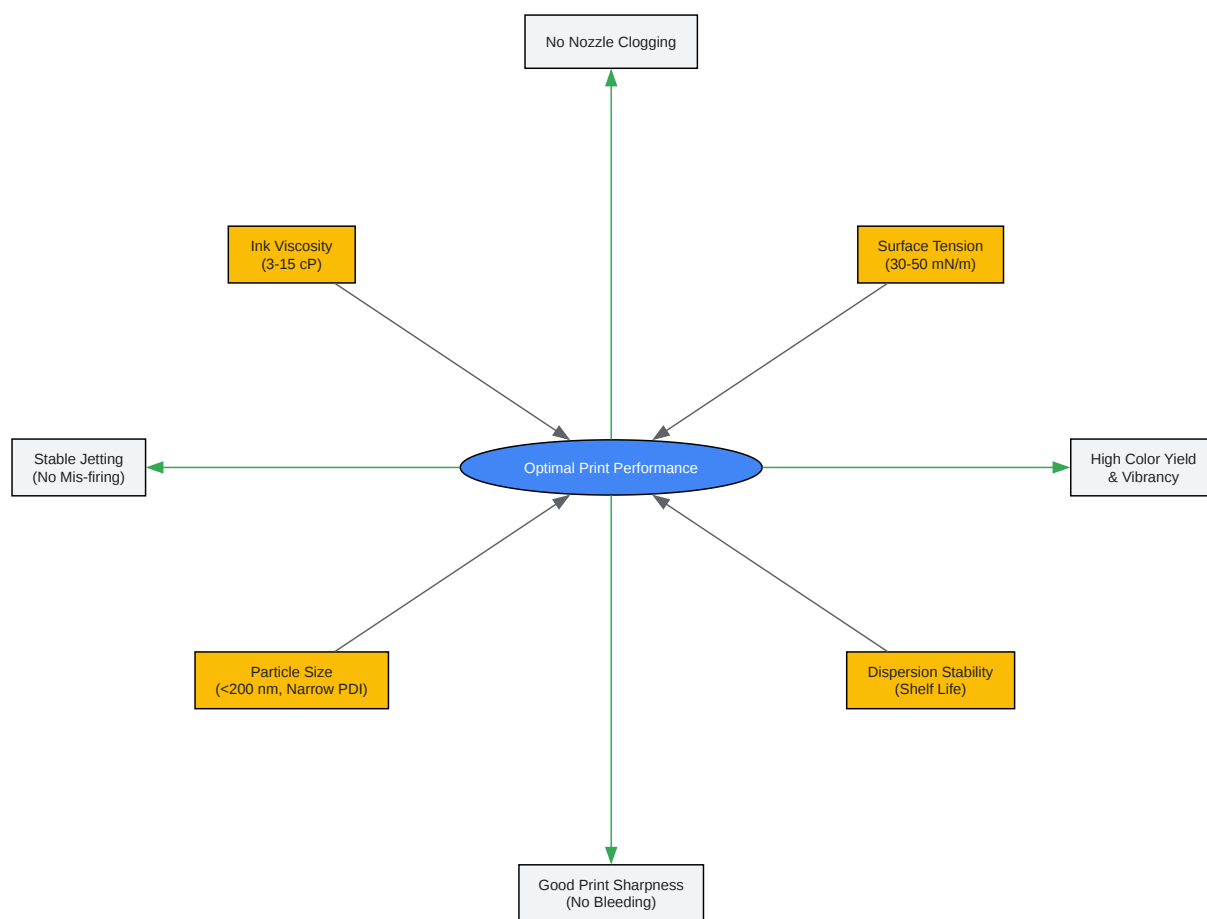 No Nozzle Clogging
Ink Viscosity
(3-15 cP)
Surface Tension
(30-50 mN/m)
Stable Jetting
(No Mis-firing)
Optimal Print Performance
High Color Yield
& Vibrancy
Particle Size
(<200 nm, Narrow PDI)
Dispersion Stability
(Shelf Life)
Good Print Sharpness
(No Bleeding)